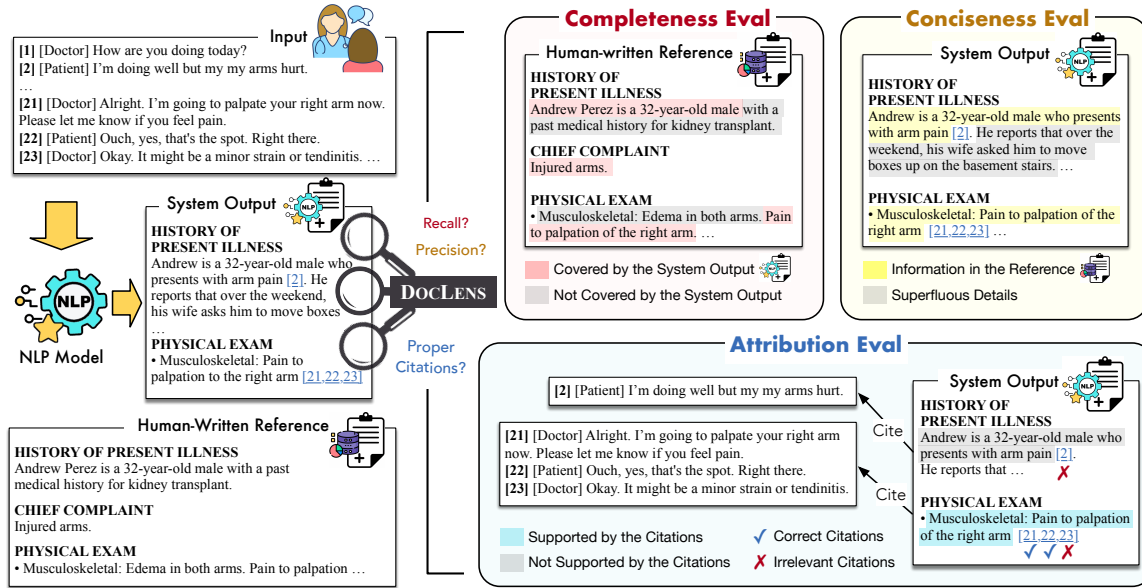 Input
[1] [Doctor] How are you doing today?
[2] [Patient] I'm doing well but my my arms hurt.
…
[21] [Doctor] Alright. I'm going to palpate your right arm now.
Please let me know if you feel pain.
[22] [Patient] Ouch, yes, that's the spot. Right there.
[23] [Doctor] Okay. It might be a minor strain or tendinitis. …
NLP
NLP Model
System Output
NLP
HISTORY OF
PRESENT ILLNESS
Andrew is a 32-year-old male who
presents with arm pain [2]. He
reports that over the weekend,
his wife asks him to move boxes
…
PHYSICAL EXAM
• Musculoskeletal: Pain to
palpation to the right arm [21,22,23]
Human-Written Reference
HISTORY OF PRESENT ILLNESS
Andrew Perez is a 32-year-old male with a past
medical history for kidney transplant.
CHIEF COMPLAINT
Injured arms.
PHYSICAL EXAM
• Musculoskeletal: Edema in both arms. Pain to palpation …
Recall?
Precision?
DOCLENS
Proper
Citations?
Completeness Eval
Human-written Reference
HISTORY OF
PRESENT ILLNESS
Andrew Perez is a 32-year-old male with a
past medical history for kidney transplant.
CHIEF COMPLAINT
Injured arms.
PHYSICAL EXAM
• Musculoskeletal: Edema in both arms. Pain
to palpation of the right arm. …
Covered by the System Output
NLP
Not Covered by the System Output
Conciseness Eval
System Output
NLP
HISTORY OF
PRESENT ILLNESS
Andrew is a 32-year-old male who presents
with arm pain [2]. He reports that over the
weekend, his wife asked him to move
boxes up on the basement stairs. …
PHYSICAL EXAM
• Musculoskeletal: Pain to palpation of the
right arm [21,22,23] …
Information in the Reference
Superfluous Details
Attribution Eval
[2] [Patient] I'm doing well but my my arms hurt.
[21] [Doctor] Alright. I'm going to palpate your right arm
now. Please let me know if you feel pain.
[22] [Patient] Ouch, yes, that's the spot. Right there.
[23] [Doctor] Okay. It might be a minor strain or tendinitis.
Cite
Cite
Supported by the Citations
Not Supported by the Citations
✓ Correct Citations
✗ Irrelevant Citations
System Output
NLP
HISTORY OF
PRESENT ILLNESS
Andrew is a 32-year-old male who
presents with arm pain [2].
He reports that … ✗
PHYSICAL EXAM
• Musculoskeletal: Pain to palpation
of the right arm [21,22,23]
✓ ✓ ✗